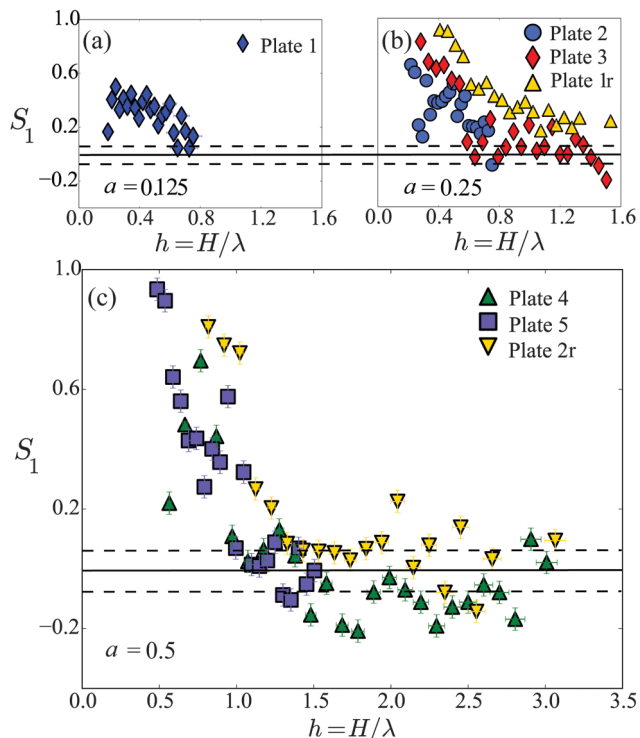 (a)
Plate 1
1.0
0.6
0.2
−0.2
S₁
a = 0.125
0.0 0.4 0.8 1.2 1.6
h = H/λ
(b)
Plate 2
Plate 3
Plate 1r
a = 0.25
0.0 0.4 0.8 1.2 1.6
h = H/λ
(c)
Plate 4
Plate 5
Plate 2r
1.0
0.6
0.2
−0.2
S₁
a = 0.5
0.0 0.5 1.0 1.5 2.0 2.5 3.0 3.5
h = H/λ